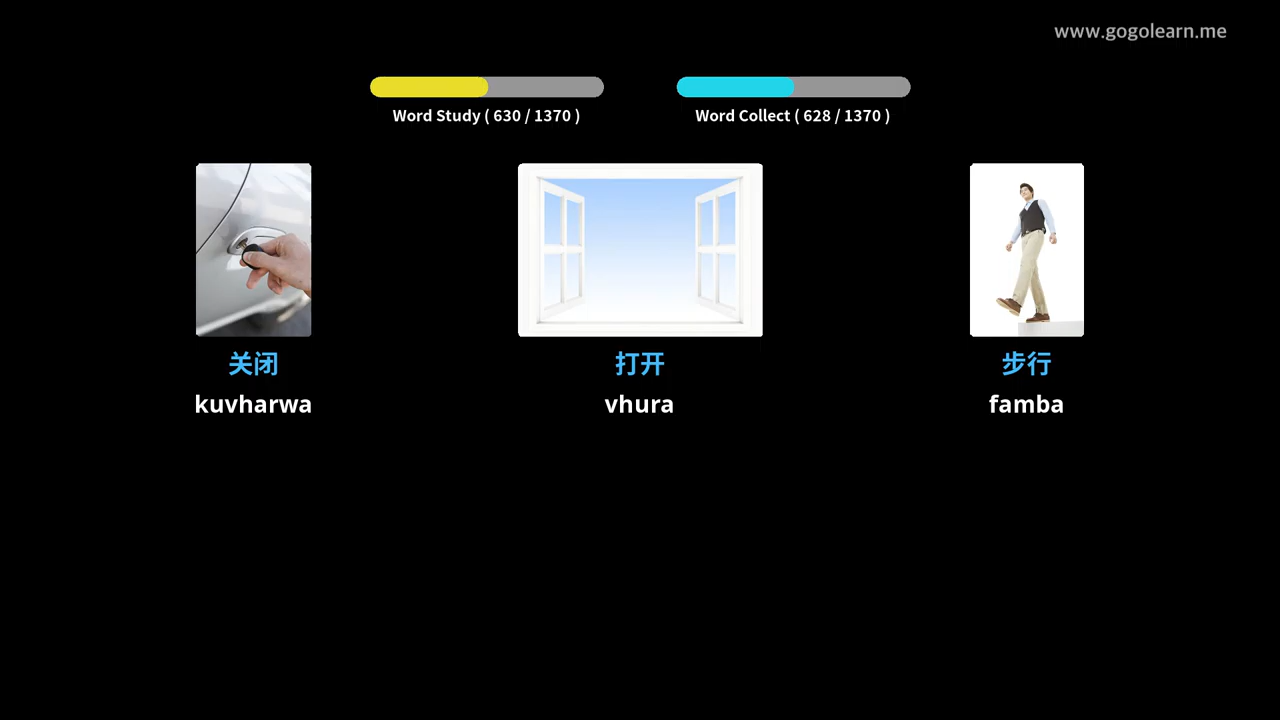 www.gogolearn.me
Word Study ( 630 / 1370 )
Word Collect ( 628 / 1370 )
关闭
kuvharwa
打开
vhura
步行
famba